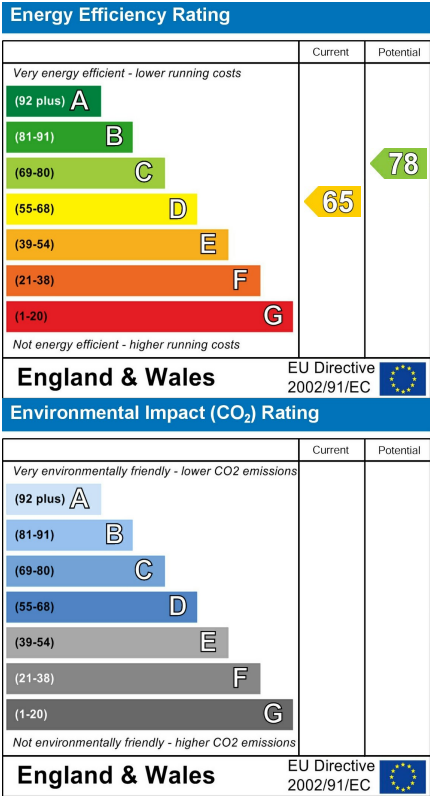 Energy Efficiency Rating
Current Potential
Very energy efficient - lower running costs
(92 plus) A
(81-91) B
(69-80) C
78
(55-68) D
65
(39-54) E
(21-38) F
(1-20) G
Not energy efficient - higher running costs
England & Wales
EU Directive
2002/91/EC
Environmental Impact (CO₂) Rating
Current Potential
Very environmentally friendly - lower CO2 emissions
(92 plus) A
(81-91) B
(69-80) C
(55-68) D
(39-54) E
(21-38) F
(1-20) G
Not environmentally friendly - higher CO2 emissions
England & Wales
EU Directive
2002/91/EC